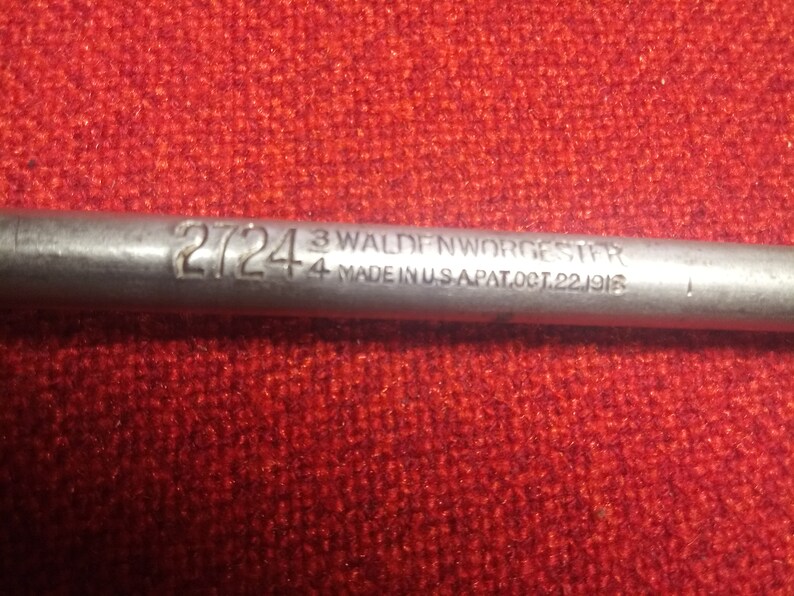 2724 3/4 WALDEN WORCESTER
MADE IN U.S.A. PAT. OCT. 22, 1918